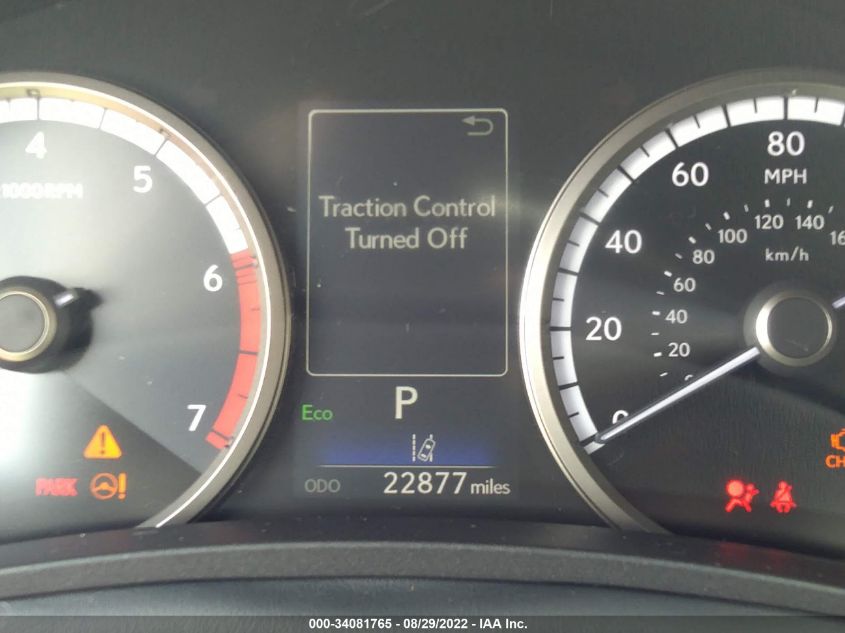 4
5
6
7
x1000RPM
PARK
Traction Control
Turned Off
Eco
P
ODO 22877 miles
0
20
40
60
80
MPH
20
40
60
80
100
120
140
km/h
000-34081765 - 08/29/2022 - IAA Inc.